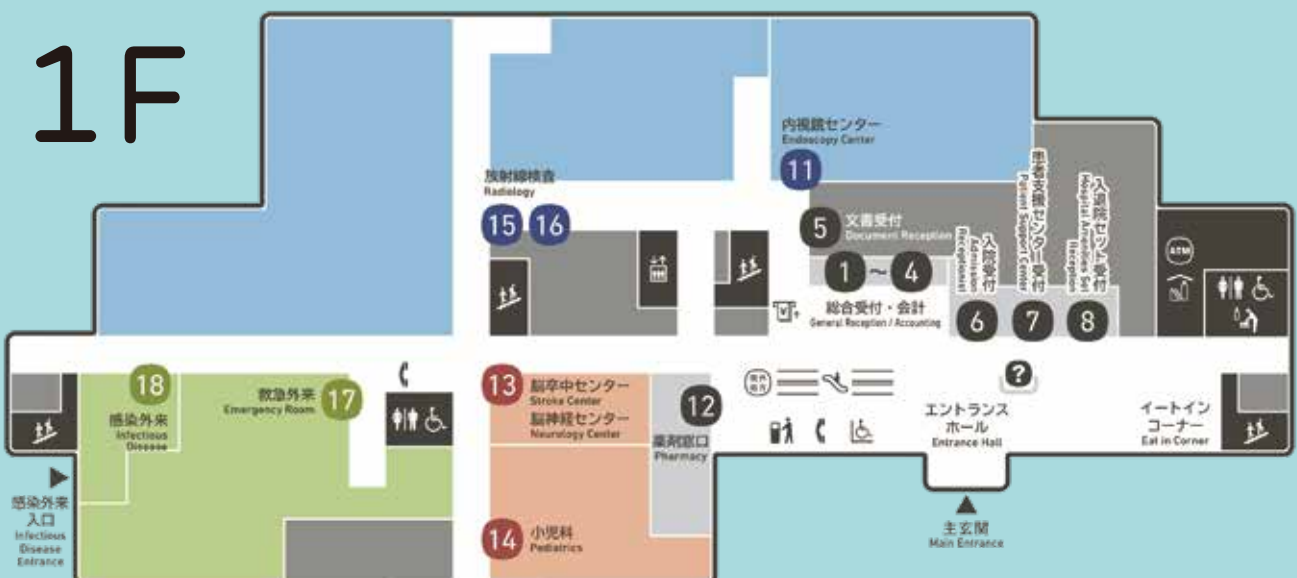 1F
内視鏡センター
Endoscopy Center
11
放射線検査
Radiology
15 16
5
文書受付
Document Reception
1 ~ 4
総合受付・会計
General Reception / Accounting
入院受付
Admission
Receptionist
6
患者支援センター受付
Patient Support Center
7
入退院セット受付
Hospital Amenities Set
Reception
8
ATM
18
感染外来
Infectious
Disease
救急外来
Emergency Room
17
13
脳卒中センター
Stroke Center
脳神経センター
Neurology Center
12
薬剤窓口
Pharmacy
14
小児科
Pediatrics
?
エントランス
ホール
Entrance Hall
イートイン
コーナー
Eat in Corner
感染外来
入口
Infectious
Disease
Entrance
主玄関
Main Entrance